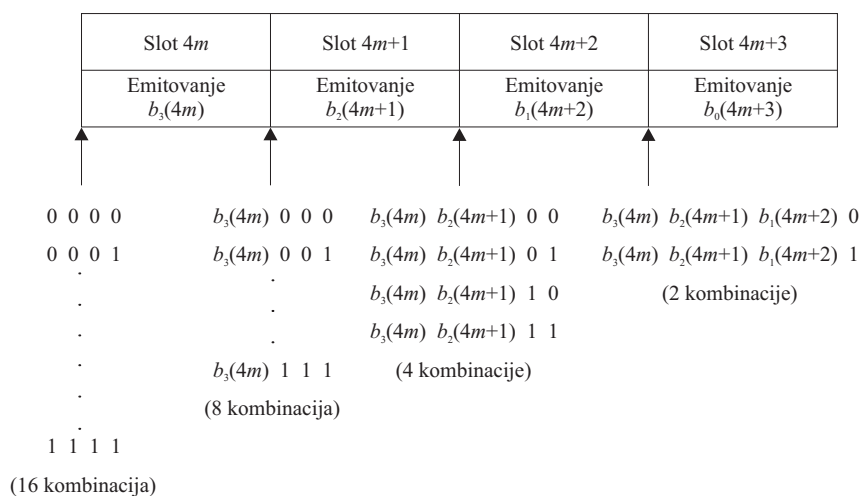 Slot 4m Slot 4m+1 Slot 4m+2 Slot 4m+3
Emitovanje Emitovanje Emitovanje Emitovanje
b₃(4m) b₂(4m+1) b₁(4m+2) b₀(4m+3)
0 0 0 0 b₃(4m) 0 0 0 b₃(4m) b₂(4m+1) 0 0 b₃(4m) b₂(4m+1) b₁(4m+2) 0
0 0 0 1 b₃(4m) 0 0 1 b₃(4m) b₂(4m+1) 0 1 b₃(4m) b₂(4m+1) b₁(4m+2) 1
b₃(4m) b₂(4m+1) 1 0 (2 kombinacije)
b₃(4m) b₂(4m+1) 1 1
b₃(4m) 1 1 1 (4 kombinacije)
(8 kombinacija)
1 1 1 1
(16 kombinacija)